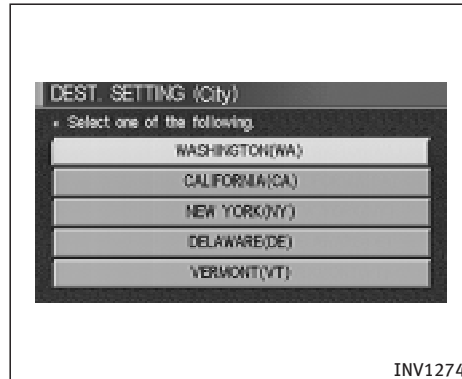 DEST. SETTING (City)
• Select one of the following.
WASHINGTON(WA)
CALIFORNIA(CA)
NEW YORK(NY)
DELAWARE(DE)
VERMONT(VT)
INV1274